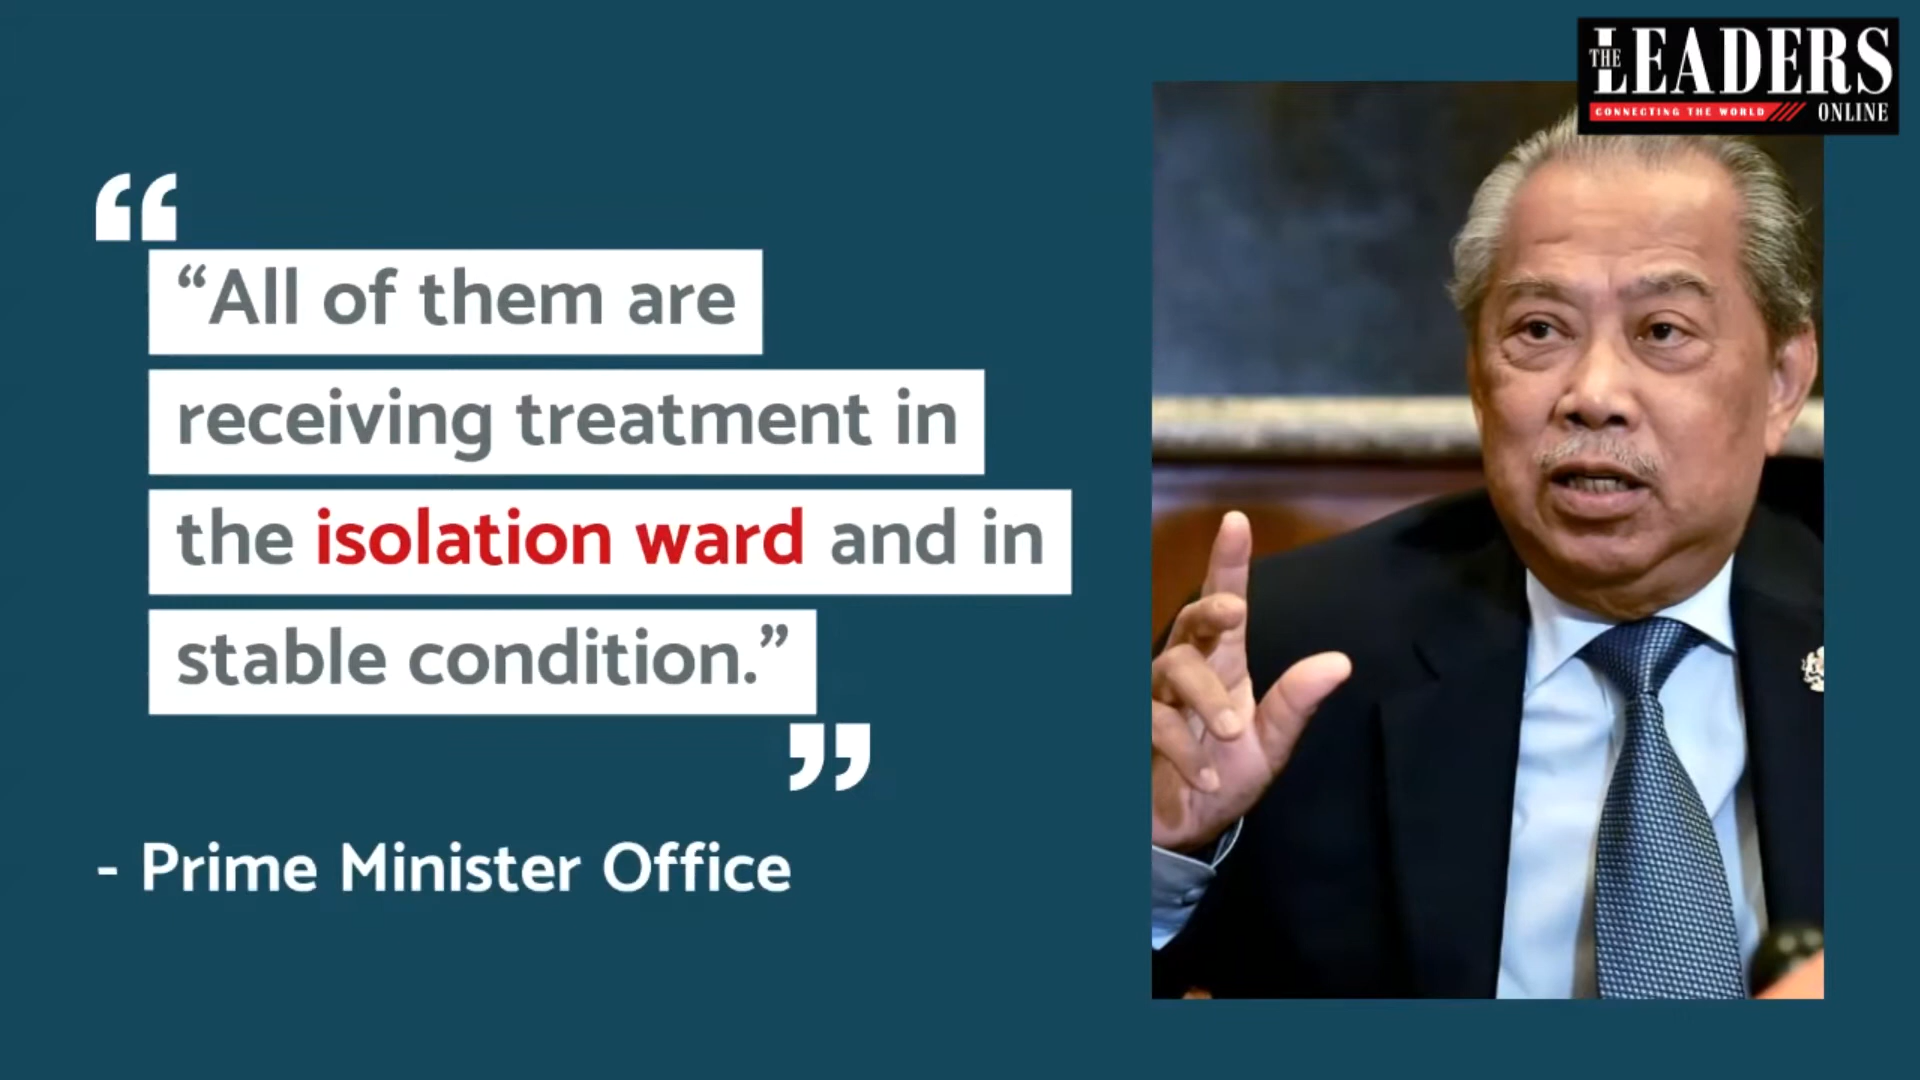 THE LEADERS
CONNECTING THE WORLD ONLINE
“
“All of them are
receiving treatment in
the isolation ward and in
stable condition.”
”
- Prime Minister Office